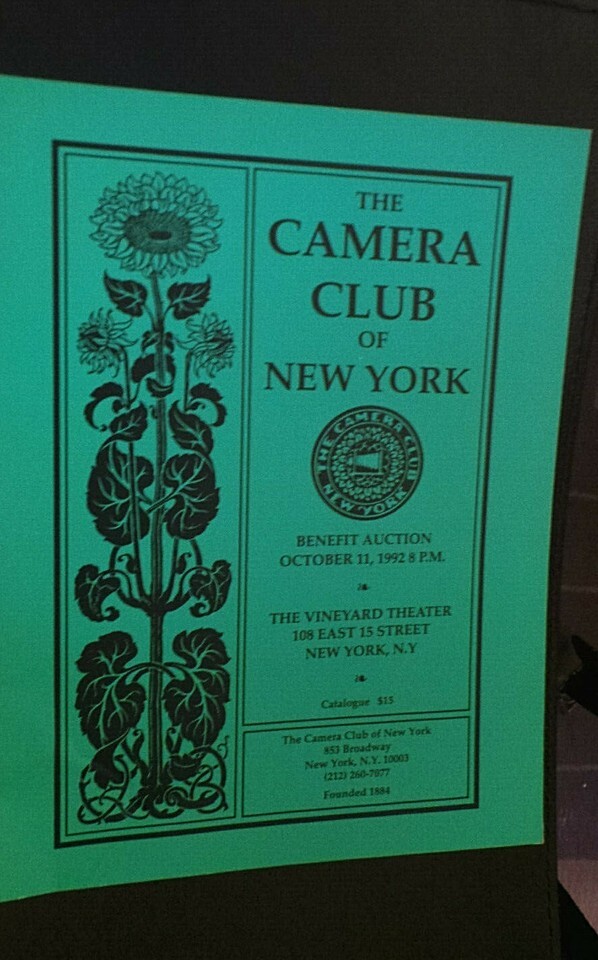 THE
CAMERA
CLUB
OF
NEW YORK
THE CAMERA CLUB N.Y. YORK
BENEFIT AUCTION
OCTOBER 11, 1992 8 P.M.
THE VINEYARD THEATER
108 EAST 15 STREET
NEW YORK, N.Y
Catalogue $15
The Camera Club of New York
853 Broadway
New York, N.Y. 10003
(212) 260-7077
Founded 1884